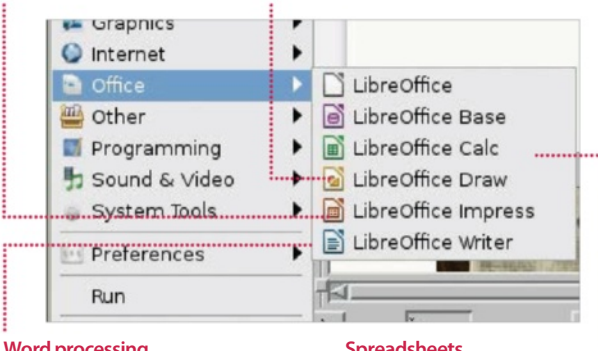 Graphics
Internet
Office
Other
Programming
Sound & Video
System Tools
Preferences
Run
LibreOffice
LibreOffice Base
LibreOffice Calc
LibreOffice Draw
LibreOffice Impress
LibreOffice Writer
Word processing
Spreadsheets